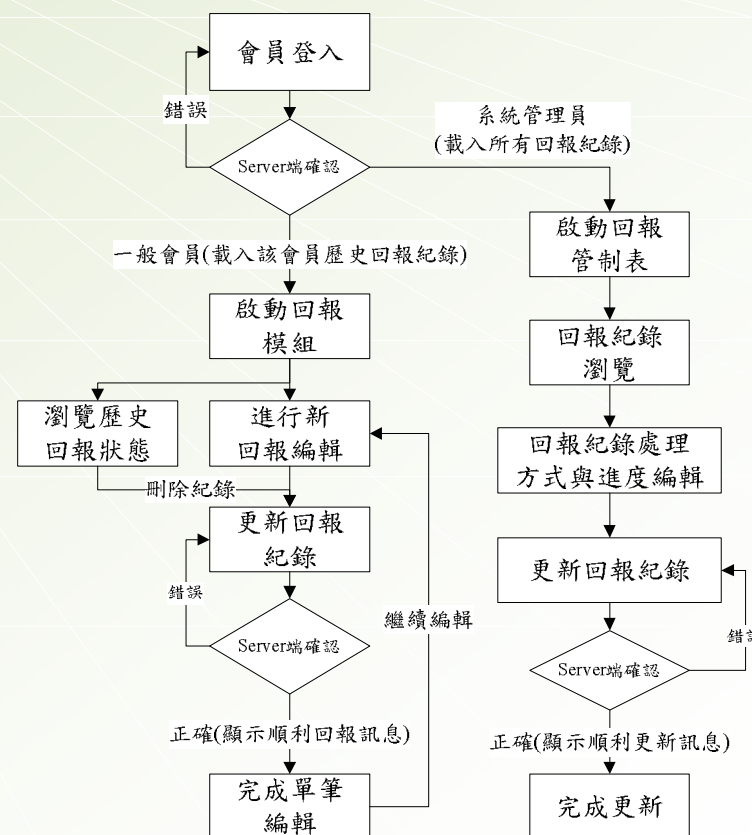 會員登入
錯誤
Server端確認
系統管理員
(載入所有回報紀錄)
一般會員(載入該會員歷史回報紀錄)
啟動回報
模組
瀏覽歷史
回報狀態
進行新
回報編輯
刪除紀錄
更新回報
紀錄
錯誤
Server端確認
繼續編輯
正確(顯示順利回報訊息)
完成單筆
編輯
啟動回報
管制表
回報紀錄
瀏覽
回報紀錄處理
方式與進度編輯
更新回報紀錄
錯
Server端確認
正確(顯示順利更新訊息)
完成更新